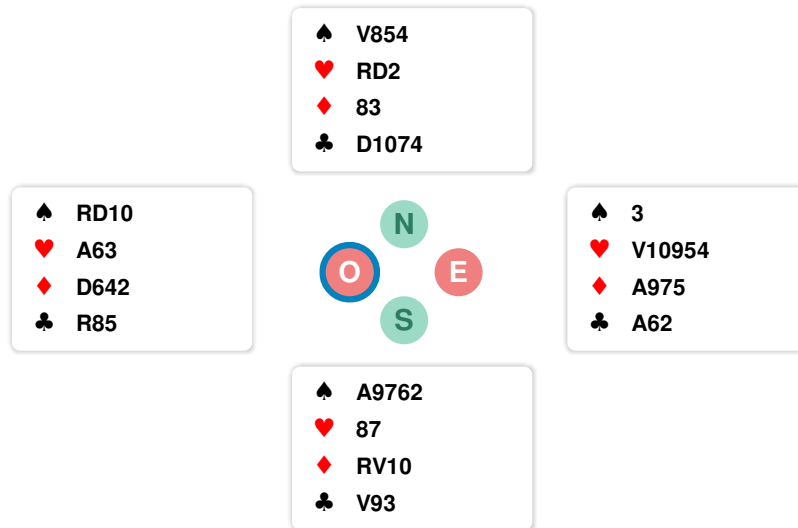 ♠ V854
♥ RD2
♦ 83
♣ D1074
♠ RD10
♥ A63
♦ D642
♣ R85
N
O E
S
♠ 3
♥ V10954
♦ A975
♣ A62
♠ A9762
♥ 87
♦ RV10
♣ V93